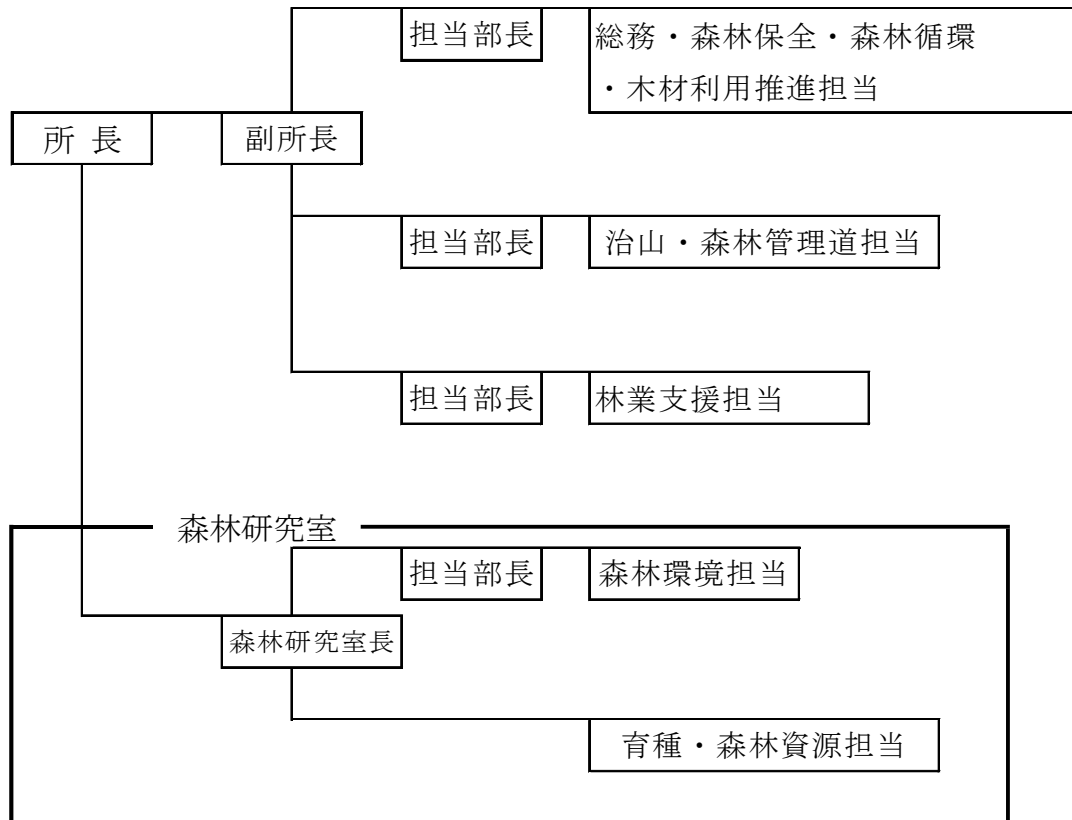 担当部長
総務・森林保全・森林循環
・木材利用推進担当
所 長
副所長
担当部長
治山・森林管理道担当
担当部長
林業支援担当
森林研究室
担当部長
森林環境担当
森林研究室長
育種・森林資源担当